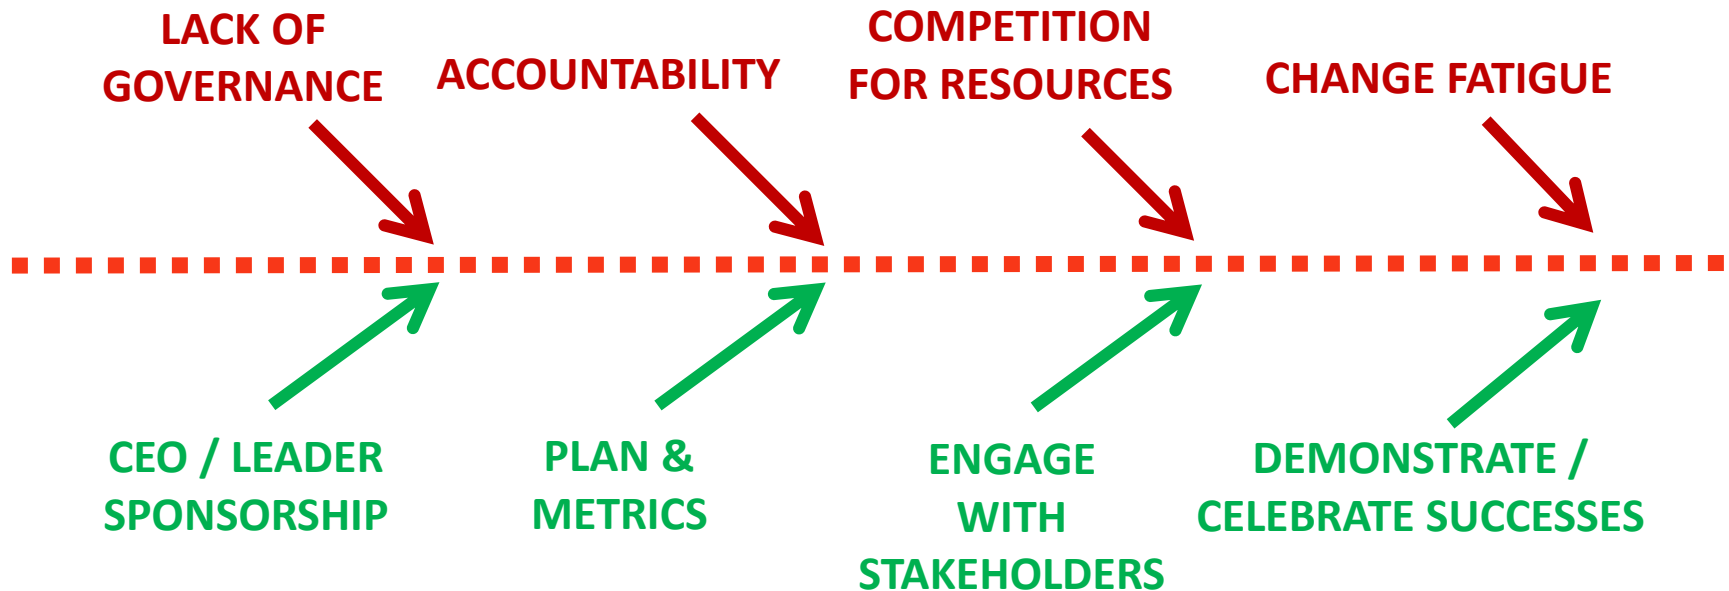 LACK OF
GOVERNANCE
ACCOUNTABILITY
COMPETITION
FOR RESOURCES
CHANGE FATIGUE
CEO / LEADER
SPONSORSHIP
PLAN &
METRICS
ENGAGE
WITH
STAKEHOLDERS
DEMONSTRATE /
CELEBRATE SUCCESSES